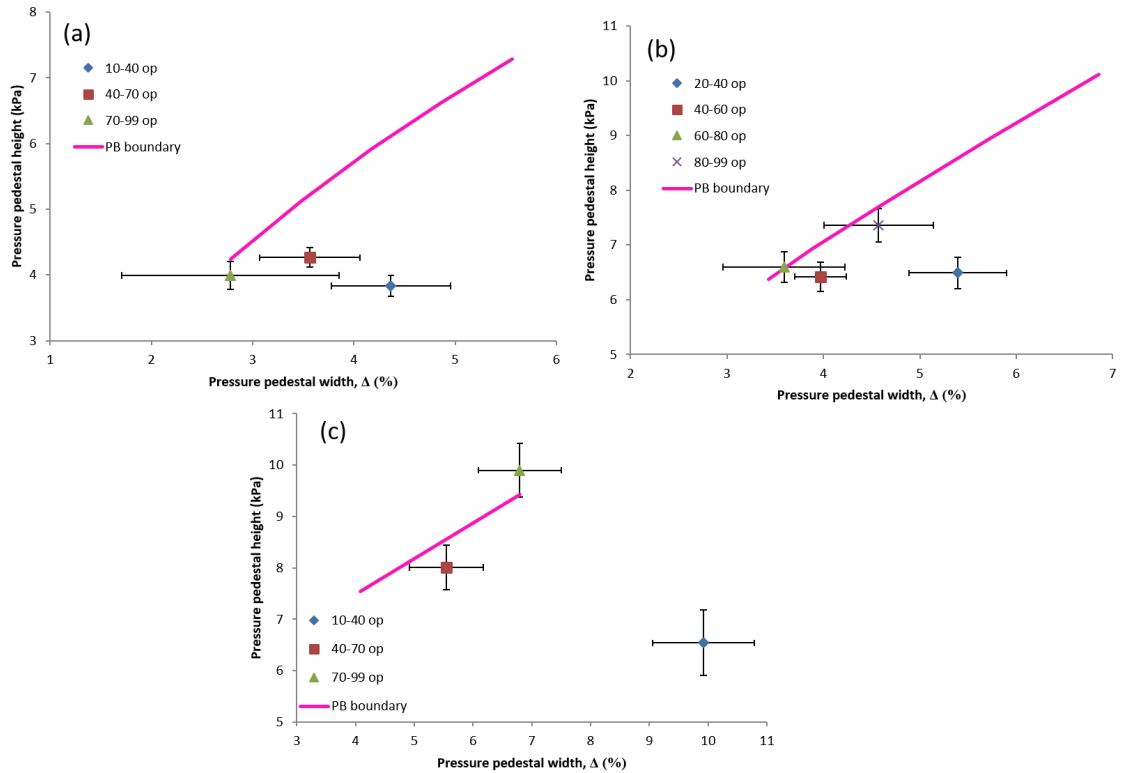 (a)
8
7
6
5
4
3
1
2
3
4
5
6
Pressure pedestal height (kPa)
Pressure pedestal width, Δ (%)
10-40 op
40-70 op
70-99 op
PB boundary
(b)
11
10
9
8
7
6
5
2
3
4
5
6
7
Pressure pedestal height (kPa)
Pressure pedestal width, Δ (%)
20-40 op
40-60 op
60-80 op
80-99 op
PB boundary
(c)
11
10
9
8
7
6
5
3
4
5
6
7
8
9
10
11
Pressure pedestal height (kPa)
Pressure pedestal width, Δ (%)
10-40 op
40-70 op
70-99 op
PB boundary